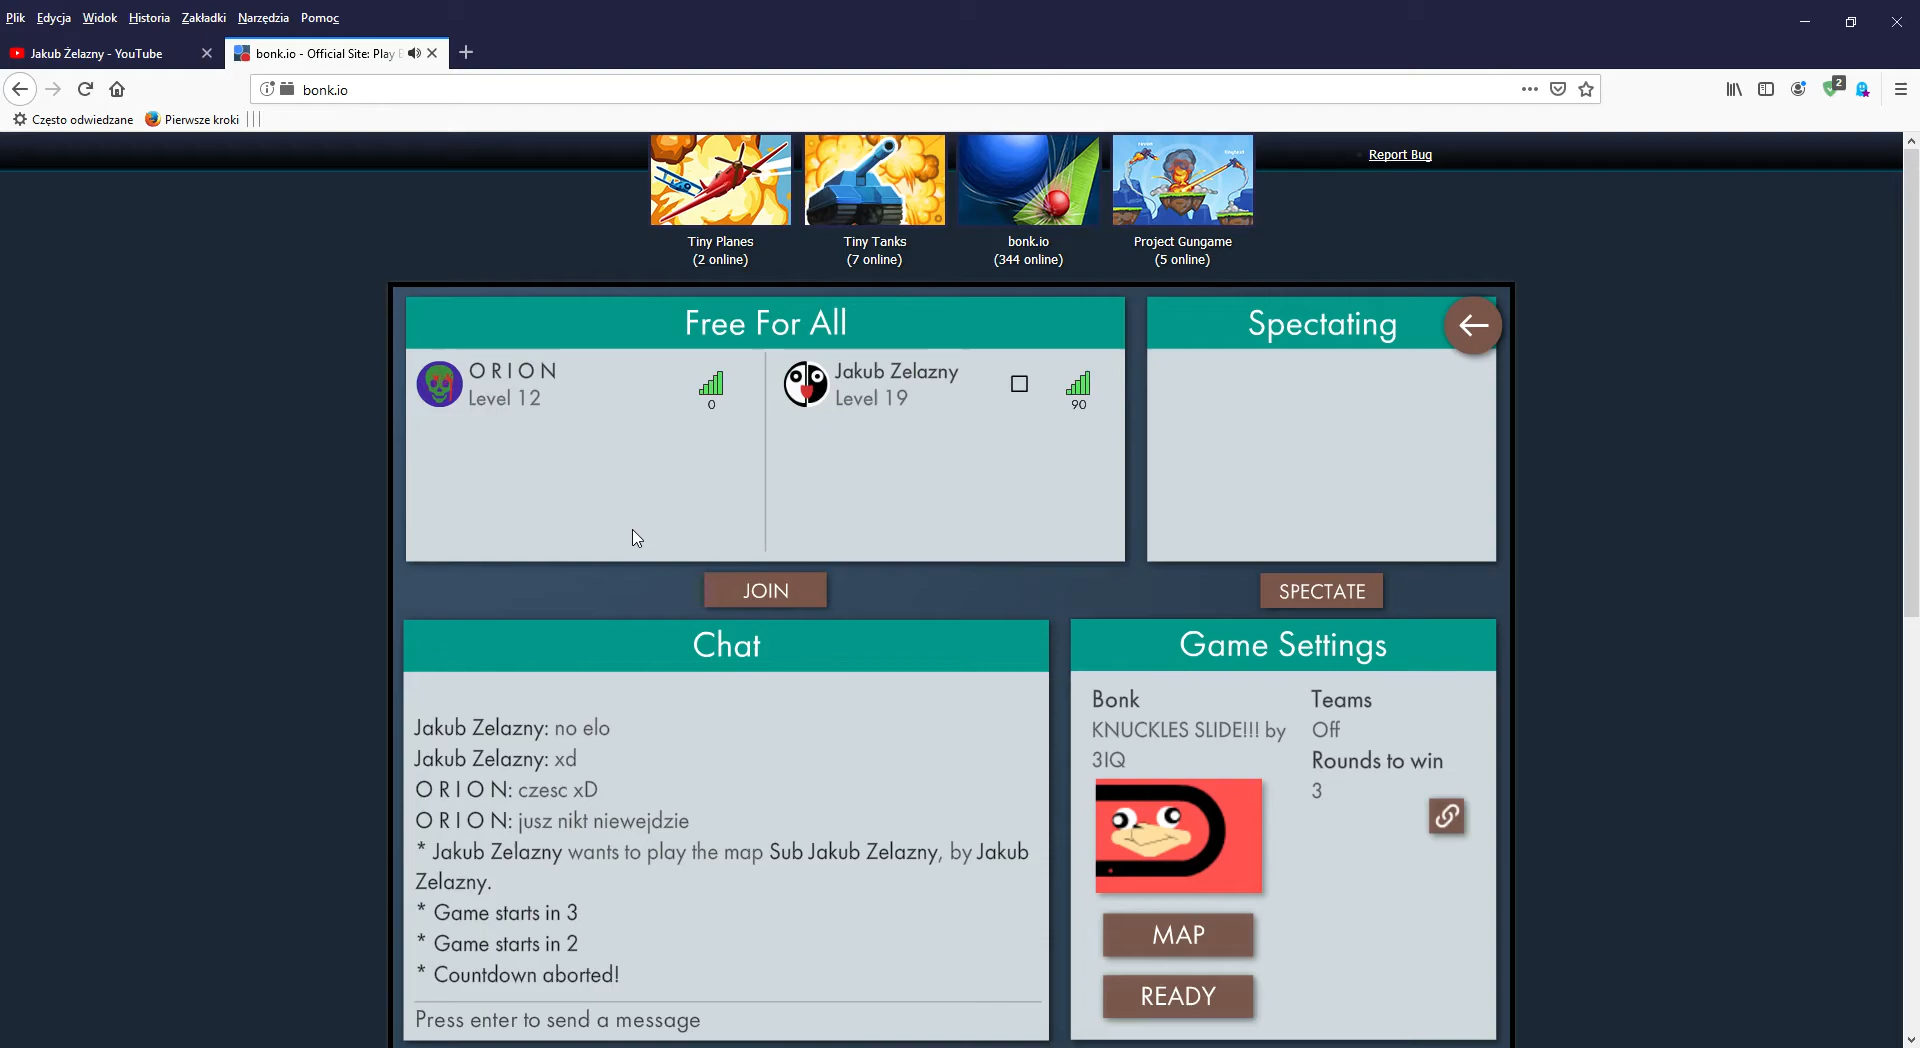 Plik Edycja Widok Historia Zakładki Narzędzia Pomoc
Jakub Żelazny - YouTube
bonk.io - Official Site: Play
bonk.io
2
Często odwiedzane Pierwsze kroki
Report Bug
Tiny Planes
(2 online)
Tiny Tanks
(7 online)
bonk.io
(344 online)
Project Gungame
(5 online)
Free For All
Spectating
O R I O N
Level 12
0
Jakub Zelazny
Level 19
90
JOIN
SPECTATE
Chat
Jakub Zelazny: no elo
Jakub Zelazny: xd
O R I O N: czesc xD
O R I O N: jusz nikt niewejdzie
* Jakub Zelazny wants to play the map Sub Jakub Zelazny, by Jakub
Zelazny.
* Game starts in 3
* Game starts in 2
* Countdown aborted!
Press enter to send a message
Game Settings
Bonk
KNUCKLES SLIDE!!! by
3IQ
Teams
Off
Rounds to win
3
MAP
READY